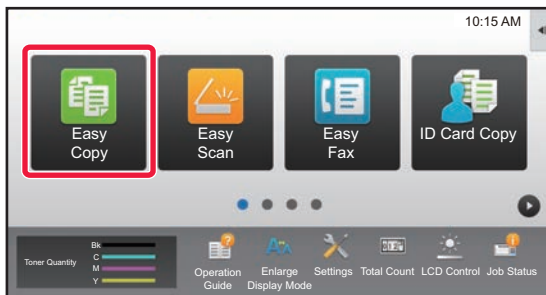 10:15 AM
Easy
Copy
Easy
Scan
Easy
Fax
ID Card Copy
Toner Quantity
Bk
C
M
Y
Operation
Guide
Enlarge
Display Mode
Settings
Total Count
LCD Control
Job Status